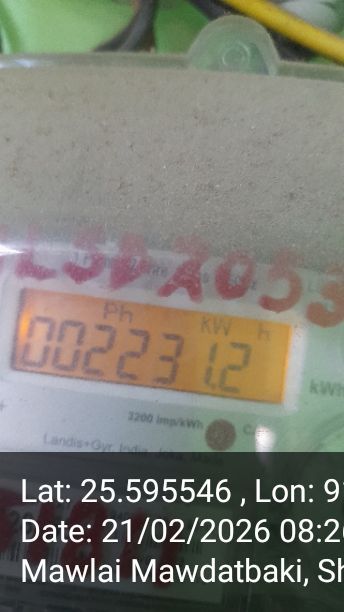 LSDX053
Ph KW h
002231.2
kWh
3200 imp/kWh
Landis+Gyr, India
Lat: 25.595546 , Lon: 9
Date: 21/02/2026 08:2
Mawlai Mawdatbaki, Sh